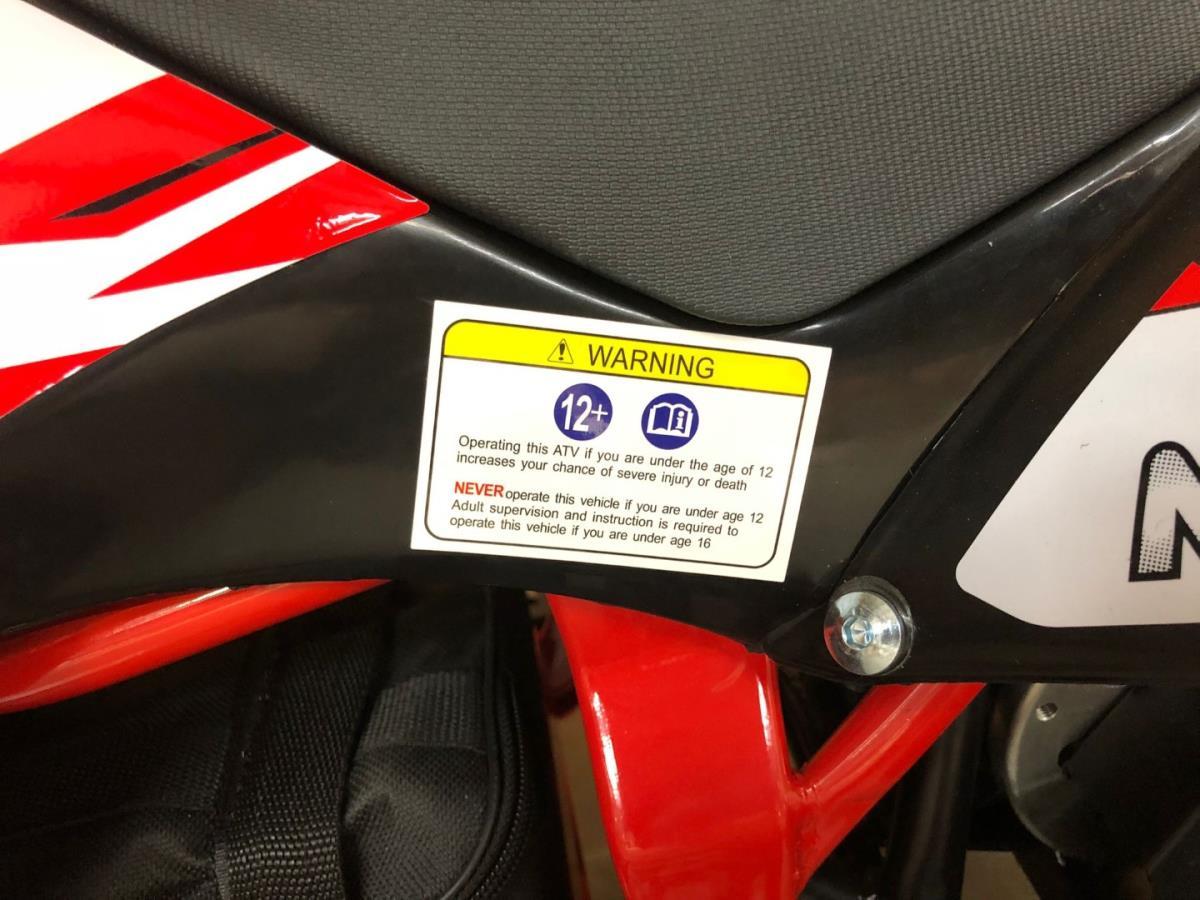 WARNING
12+
Operating this ATV if you are under the age of 12
increases your chance of severe injury or death
NEVER operate this vehicle if you are under age 12
Adult supervision and instruction is required to
operate this vehicle if you are under age 16